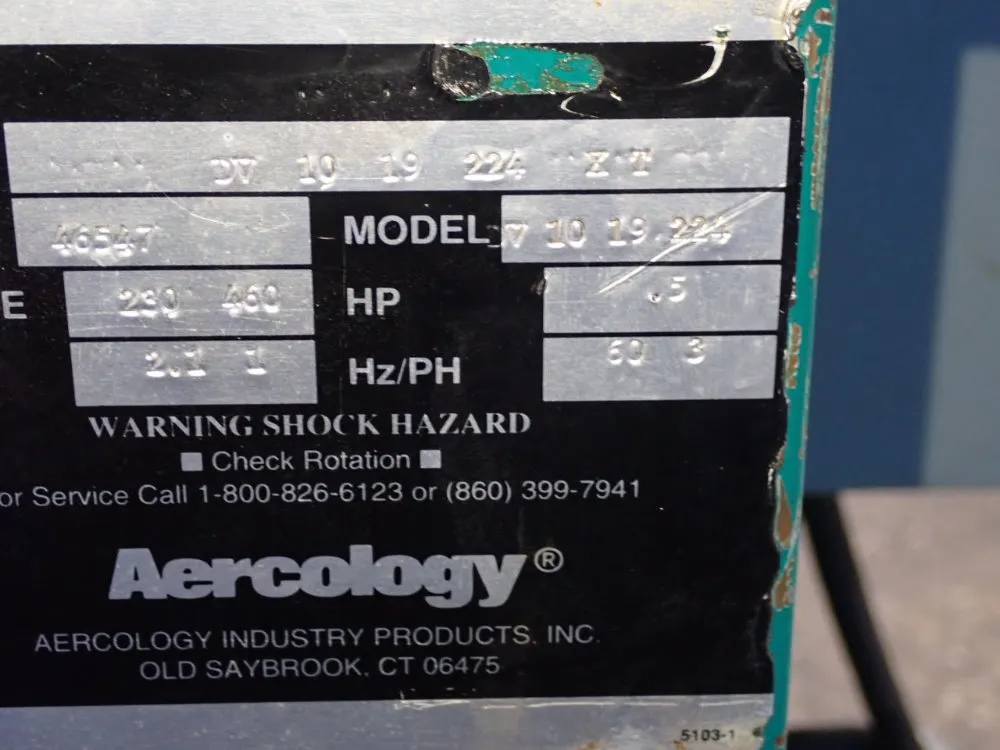 DV 10 19 224 X T
46547 MODEL DV 10 19.224
E 230 460 HP .5
2.1 1 Hz/PH 60 3
WARNING SHOCK HAZARD
Check Rotation
or Service Call 1-800-826-6123 or (860) 399-7941
Aercology®
AERCOLOGY INDUSTRY PRODUCTS, INC.
OLD SAYBROOK, CT 06475
5103-1